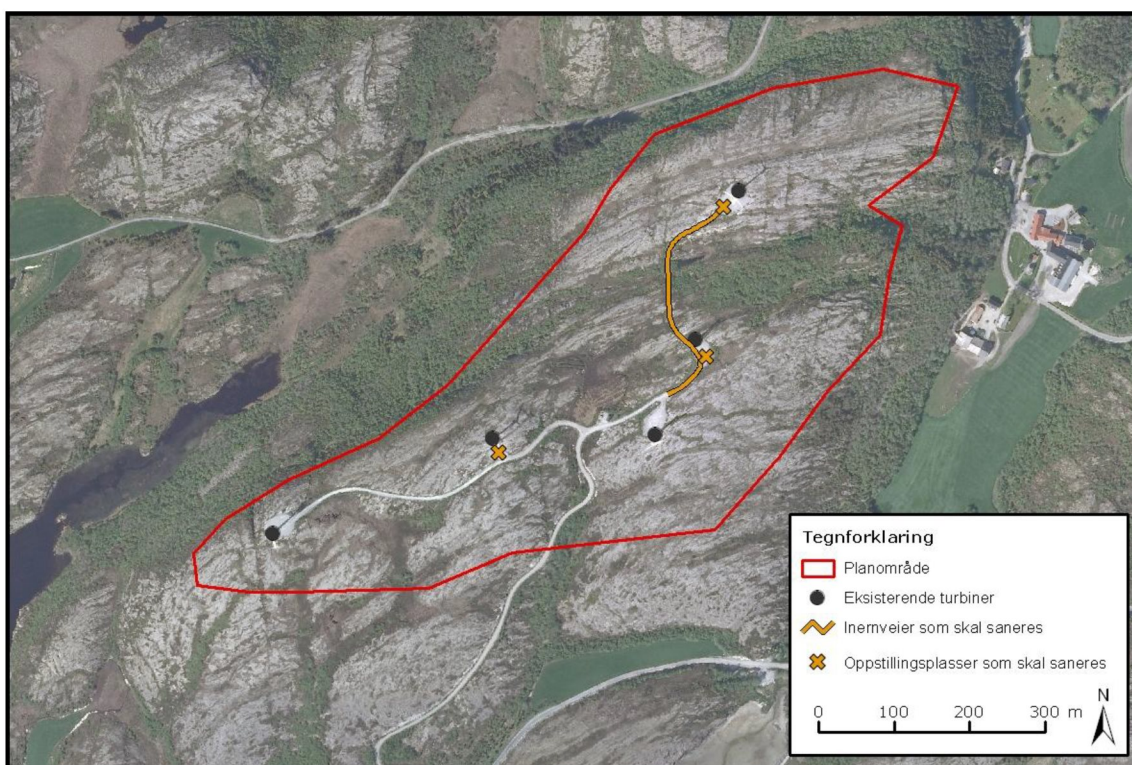 Tegnforklaring
Planområde
Eksisterende turbiner
Inernveier som skal saneres
Oppstillingsplasser som skal saneres
N
0 100 200 300 m